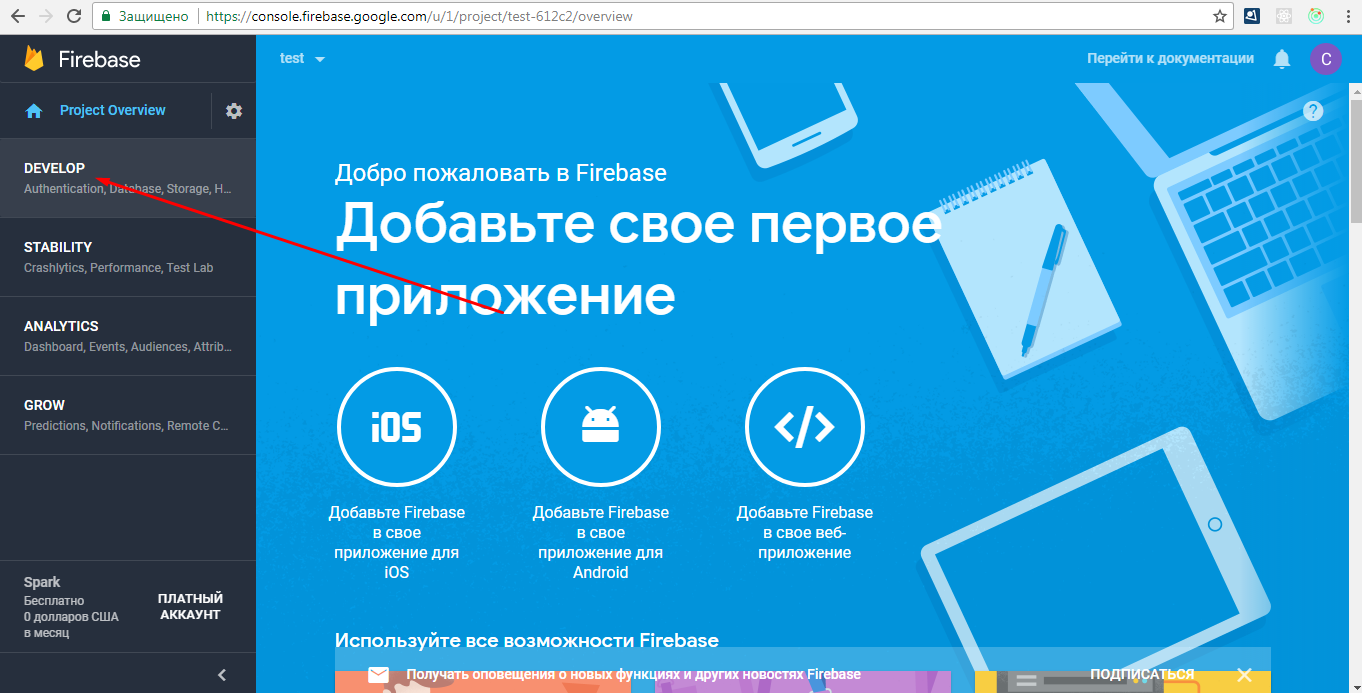 Защищено
https://console.firebase.google.com/u/1/project/test-612c2/overview
Firebase
test
Перейти к документации
C
Project Overview
?
DEVELOP
Authentication, Database, Storage, H...
STABILITY
Crashlytics, Performance, Test Lab
ANALYTICS
Dashboard, Events, Audiences, Attrib...
GROW
Predictions, Notifications, Remote C...
Spark
Бесплатно
0 долларов США
в месяц
ПЛАТНЫЙ
АККАУНТ
Добро пожаловать в Firebase
Добавьте свое первое
приложение
iOS
</>
Добавьте Firebase
в свое
приложение для
iOS
Добавьте Firebase
в свое
приложение для
Android
Добавьте Firebase
в свое веб-
приложение
Используйте все возможности Firebase
Получать оповещения о новых функциях и других новостях Firebase
ПОДПИСАТЬСЯ